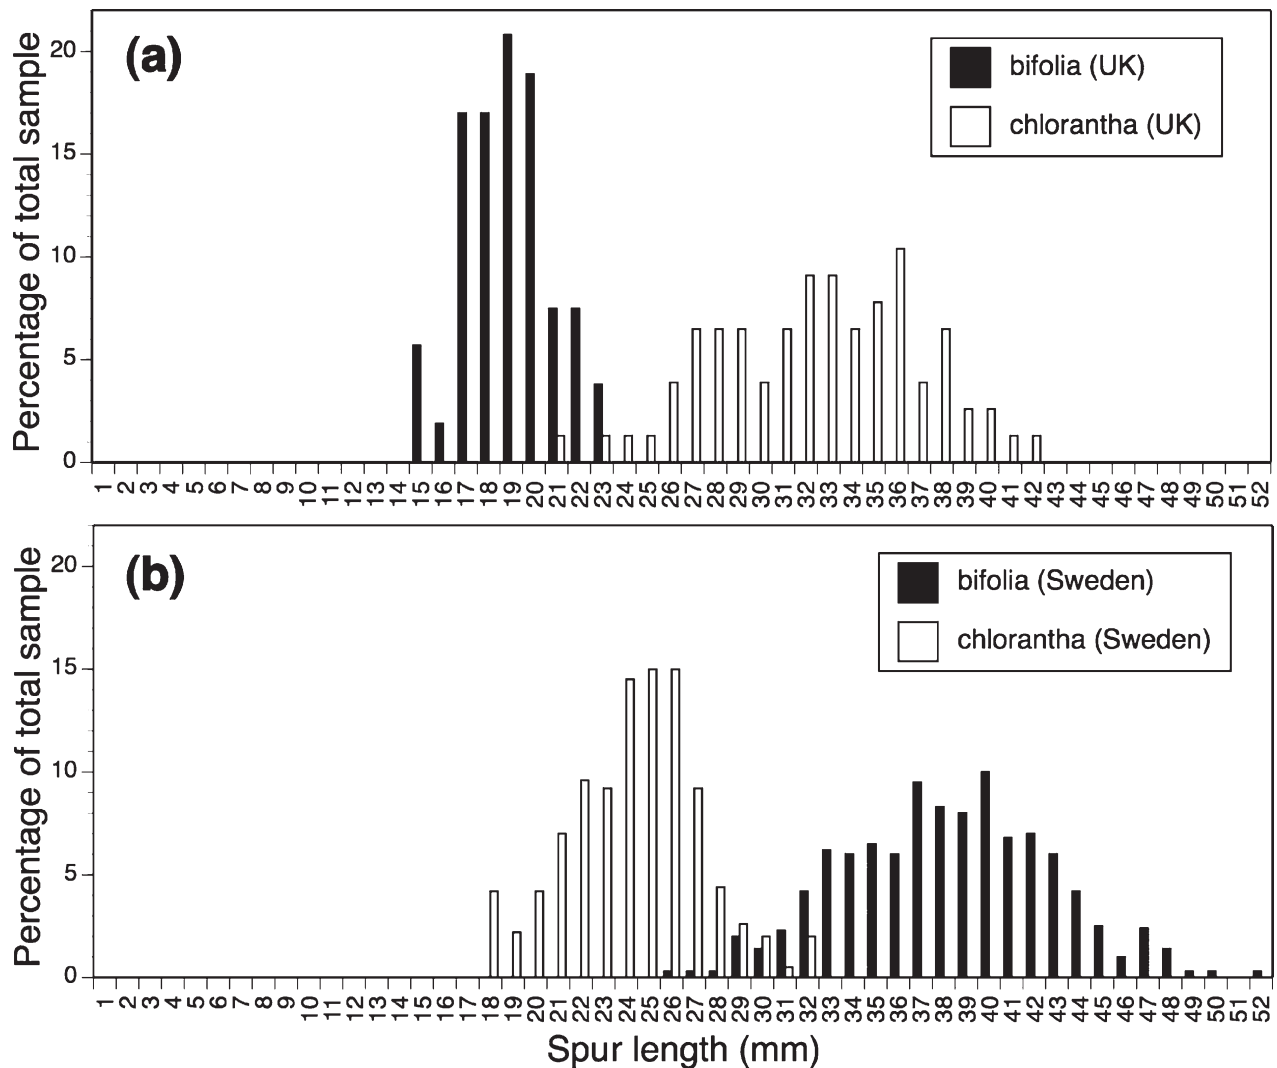 (a)
bifolia (UK)
chlorantha (UK)
Percentage of total sample
20
15
10
5
0
1 2 3 4 5 6 7 8 9 10 11 12 13 14 15 16 17 18 19 20 21 22 23 24 25 26 27 28 29 30 31 32 33 34 35 36 37 38 39 40 41 42 43 44 45 46 47 48 49 50 51 52
(b)
bifolia (Sweden)
chlorantha (Sweden)
Percentage of total sample
20
15
10
5
0
1 2 3 4 5 6 7 8 9 10 11 12 13 14 15 16 17 18 19 20 21 22 23 24 25 26 27 28 29 30 31 32 33 34 35 36 37 38 39 40 41 42 43 44 45 46 47 48 49 50 51 52
Spur length (mm)